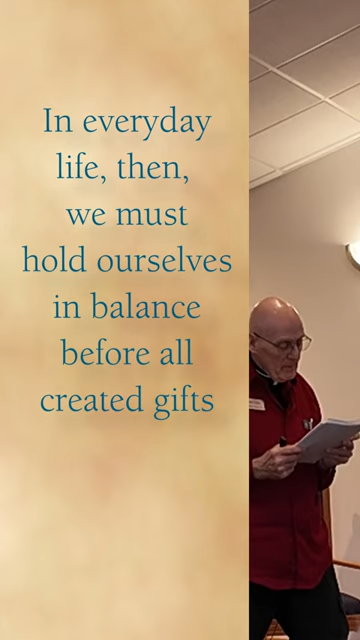 In everyday
life, then,
we must
hold ourselves
in balance
before all
created gifts